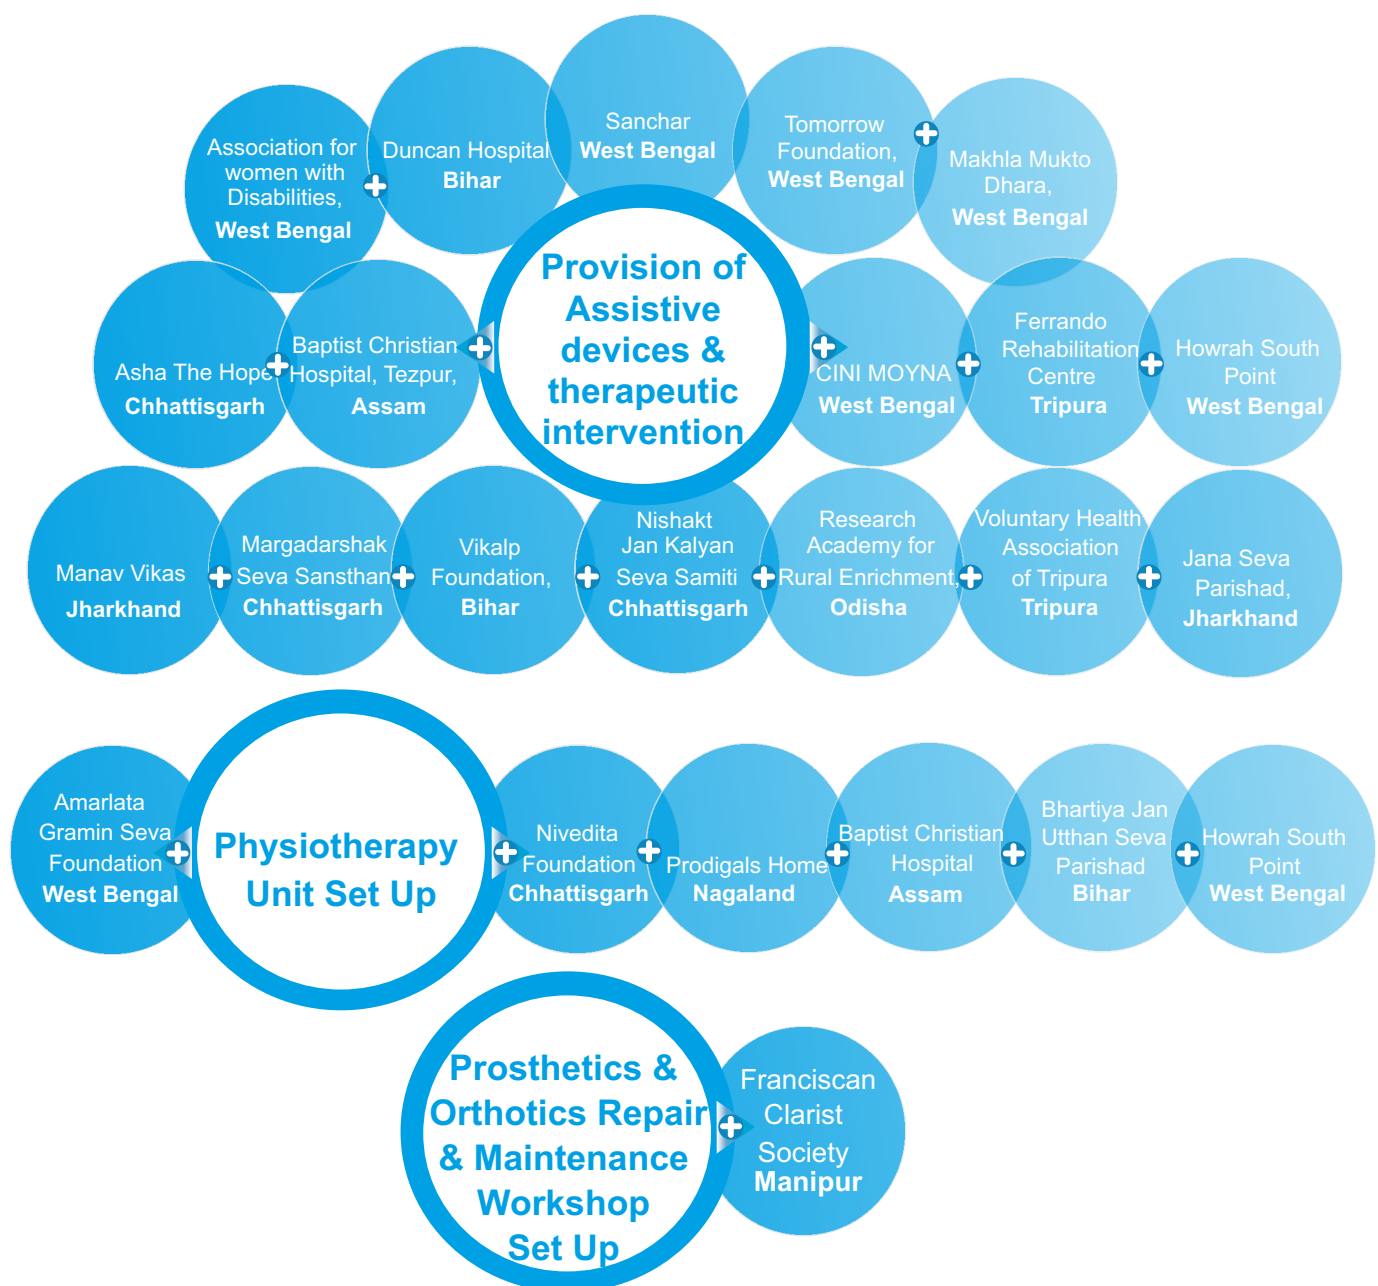 Association for
women with
Disabilities,
West Bengal
Duncan Hospital
Bihar
Sanchar
West Bengal
Tomorrow
Foundation,
West Bengal
Makhla Mukto
Dhara,
West Bengal
Asha The Hope
Chhattisgarh
Baptist Christian
Hospital, Tezpur,
Assam
Provision of
Assistive
devices &
therapeutic
intervention
CINI MOYNA
West Bengal
Ferrando
Rehabilitation
Centre
Tripura
Howrah South
Point
West Bengal
Manav Vikas
Jharkhand
Margadarshak
Seva Sansthan
Chhattisgarh
Vikalp
Foundation,
Bihar
Nishakt
Jan Kalyan
Seva Samiti
Chhattisgarh
Research
Academy for
Rural Enrichment,
Odisha
Voluntary Health
Association
of Tripura
Tripura
Jana Seva
Parishad,
Jharkhand
Amarlata
Gramin Seva
Foundation
West Bengal
Physiotherapy
Unit Set Up
Nivedita
Foundation
Chhattisgarh
Prodigals Home
Nagaland
Baptist Christian
Hospital
Assam
Bhartiya Jan
Utthan Seva
Parishad
Bihar
Howrah South
Point
West Bengal
Prosthetics &
Orthotics Repair
& Maintenance
Workshop
Set Up
Franciscan
Clarist
Society
Manipur